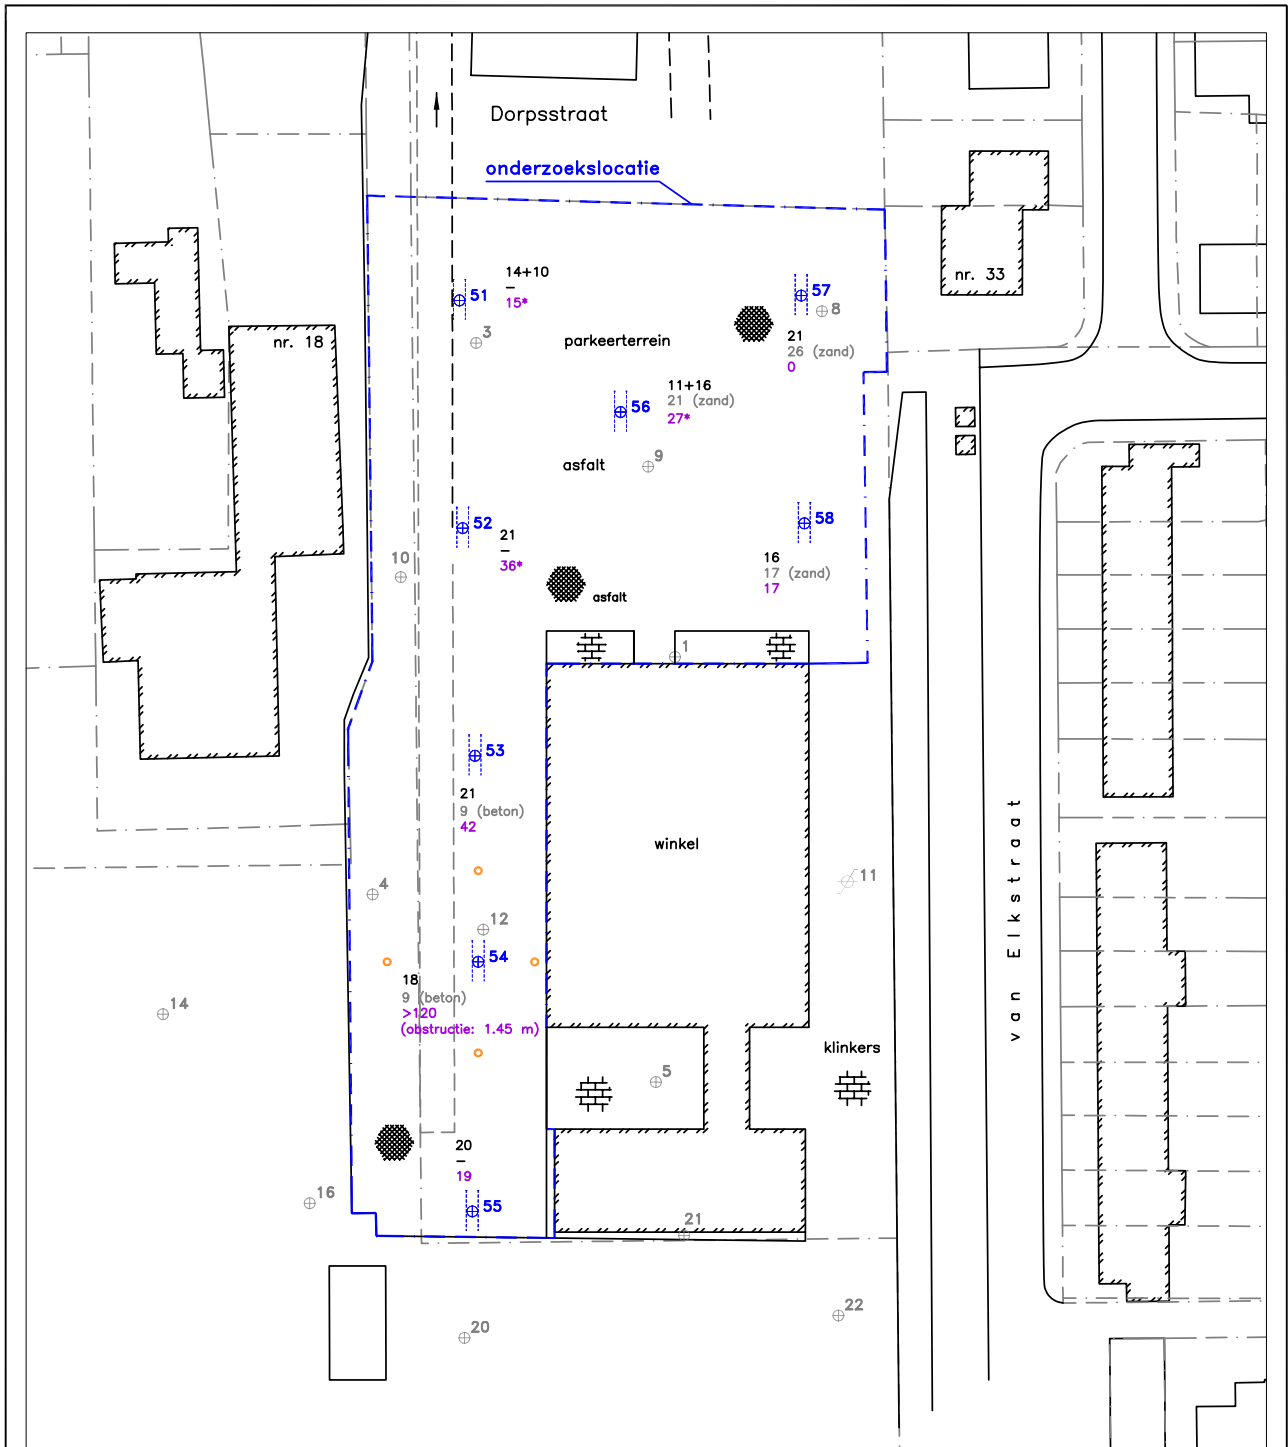 Dorpsstraat
onderzoekslocatie
nr. 33
14+10
–
15*
51
57
8
3
nr. 18
parkeerterrein
21
26 (zand)
0
11+16
21 (zand)
27*
56
asfalt
9
52
21
–
36*
58
10
16
17 (zand)
17
asfalt
1
53
21
9 (beton)
42
winkel
van Elkstraat
4
11
12
54
18
9 (beton)
>120
(obstructie: 1.45 m)
14
klinkers
5
20
–
19
16
55
21
22
20